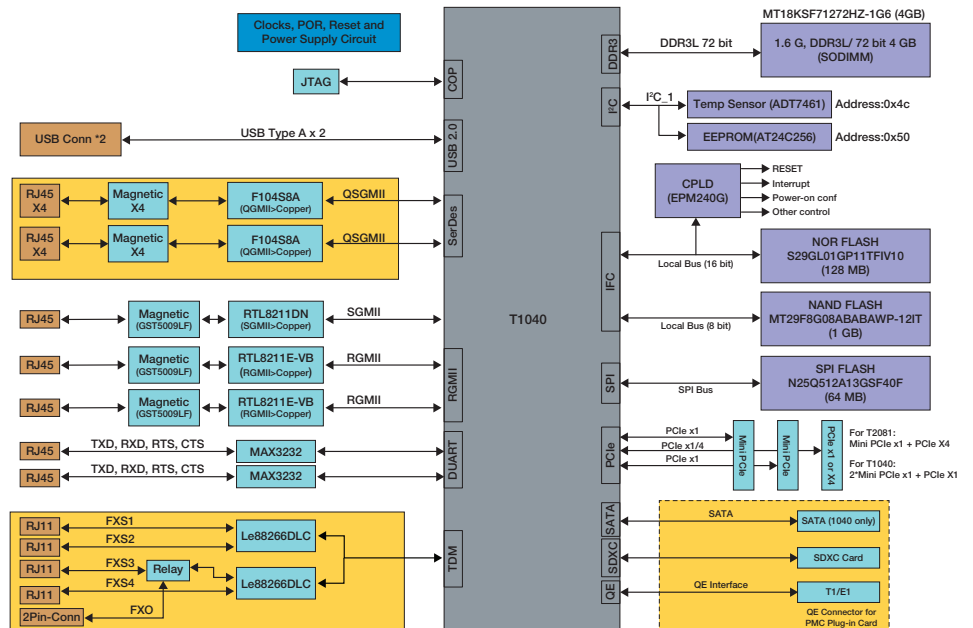 Clocks, POR, Reset and
Power Supply Circuit
JTAG
COP
USB Conn *2
USB Type A x 2
USB 2.0
RJ45
X4
Magnetic
X4
F104S8A
(QGMII>Copper)
QSGMII
RJ45
X4
Magnetic
X4
F104S8A
(QGMII>Copper)
QSGMII
SerDes
RJ45
Magnetic
(GST5009LF)
RTL8211DN
(SGMII>Copper)
SGMII
RJ45
Magnetic
(GST5009LF)
RTL8211E-VB
(RGMII>Copper)
RGMII
RJ45
Magnetic
(GST5009LF)
RTL8211E-VB
(RGMII>Copper)
RGMII
RGMII
RJ45
TXD, RXD, RTS, CTS
MAX3232
RJ45
TXD, RXD, RTS, CTS
MAX3232
DUART
RJ11
FXS1
RJ11
FXS2
Le88266DLC
RJ11
FXS3
Relay
RJ11
FXS4
Le88266DLC
2Pin-Conn
FXO
TDM
T1040
MT18KSF71272HZ-1G6 (4GB)
DDR3
DDR3L 72 bit
1.6 G, DDR3L/ 72 bit 4 GB
(SODIMM)
I²C
I²C_1
Temp Sensor (ADT7461)
Address:0x4c
EEPROM(AT24C256)
Address:0x50
CPLD
(EPM240G)
RESET
Interrupt
Power-on conf
Other control
IFC
Local Bus (16 bit)
NOR FLASH
S29GL01GP11TFIV10
(128 MB)
Local Bus (8 bit)
NAND FLASH
MT29F8G08ABABAWP-12IT
(1 GB)
SPI
SPI Bus
SPI FLASH
N25Q512A13GSF40F
(64 MB)
PCIe
PCIe x1
PCIe x1/4
PCIe x1
Mini PCIe
Mini PCIe
PCIe x1
or X4
For T2081:
Mini PCIe x1 + PCIe X4
For T1040:
2*Mini PCIe x1 + PCIe X1
SATA
SATA
SATA (1040 only)
SDXC
SDXC Card
QE
QE Interface
T1/E1
QE Connector for
PMC Plug-in Card